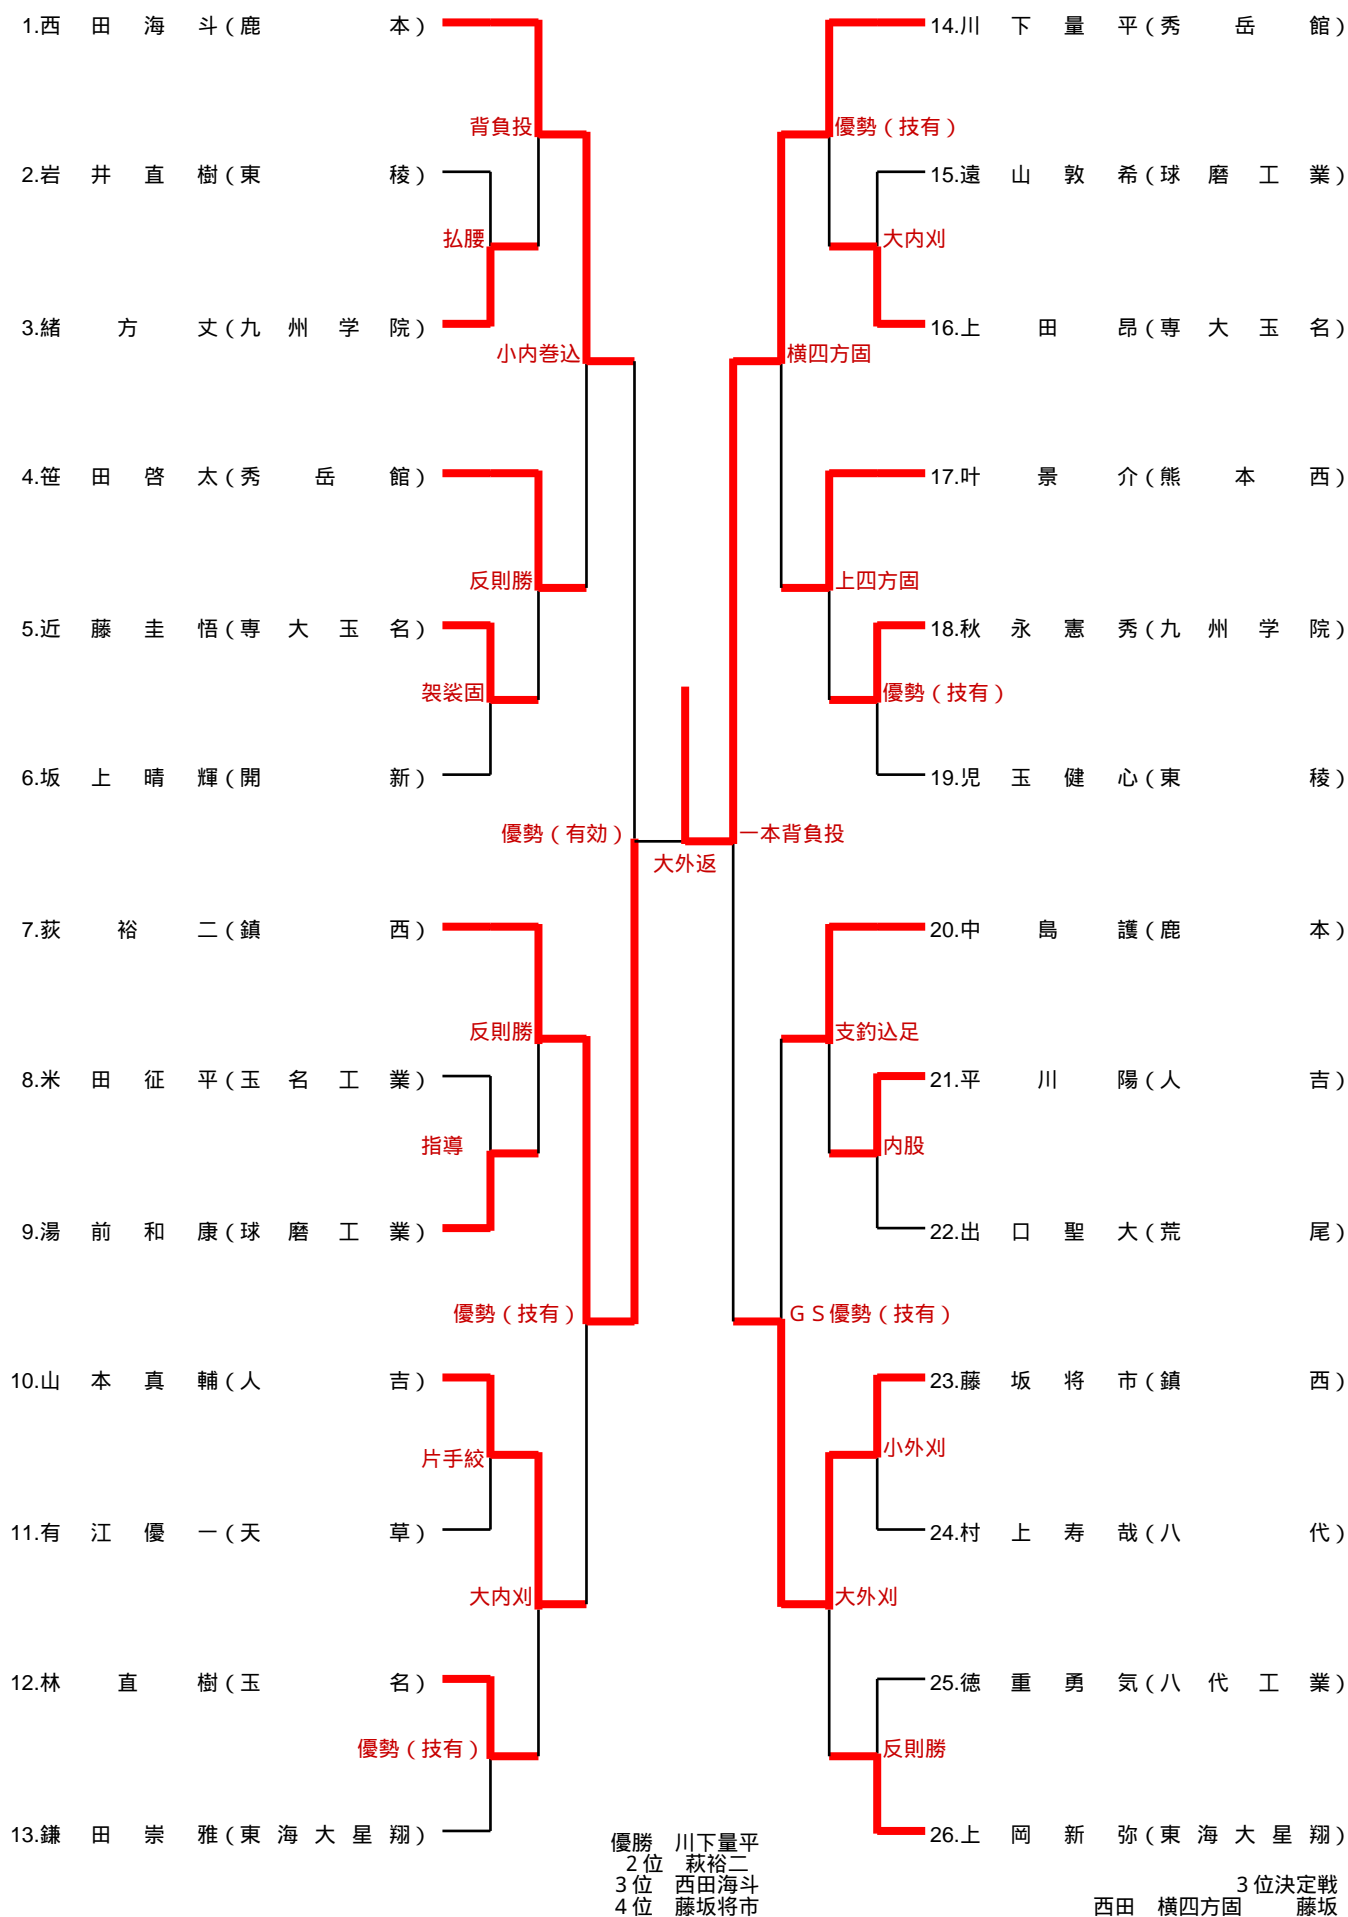 1.西田海斗(鹿本)
背負投
2.岩井直樹(東稜)
払腰
3.緒方丈(九州学院)
小内巻込
4.笹田啓太(秀岳館)
反則勝
5.近藤圭悟(専大玉名)
袈裟固
6.坂上晴輝(開新)
優勢(有効)
7.荻裕二(鎮西)
反則勝
8.米田征平(玉名工業)
指導
9.湯前和康(球磨工業)
優勢(技有)
10.山本真輔(人吉)
片手絞
11.有江優一(天草)
大内刈
12.林直樹(玉名)
優勢(技有)
13.鎌田崇雅(東海大星翔)
大外返
14.川下量平(秀岳館)
優勢(技有)
15.遠山敦希(球磨工業)
大内刈
16.上田昂(専大玉名)
横四方固
17.叶景介(熊本西)
上四方固
18.秋永憲秀(九州学院)
優勢(技有)
19.児玉健心(東稜)
一本背負投
20.中島護(鹿本)
支釣込足
21.平川陽(人吉)
内股
22.出口聖大(荒尾)
GS優勢(技有)
23.藤坂将市(鎮西)
小外刈
24.村上寿哉(八代)
大外刈
25.徳重勇気(八代工業)
反則勝
26.上岡新弥(東海大星翔)
優勝 川下量平
2位 萩裕二
3位 西田海斗
4位 藤坂将市
3位決定戦
西田 横四方固 藤坂